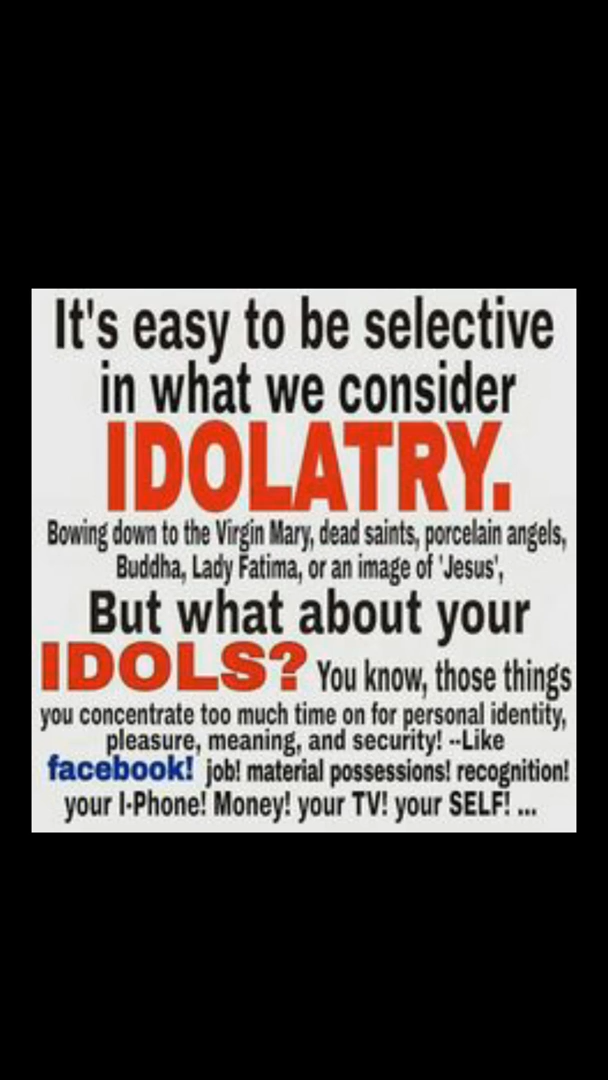 It's easy to be selective
in what we consider
IDOLATRY.
Bowing down to the Virgin Mary, dead saints, porcelain angels,
Buddha, Lady Fatima, or an image of 'Jesus',
But what about your
IDOLS? You know, those things
you concentrate too much time on for personal identity,
pleasure, meaning, and security! --Like
facebook! job! material possessions! recognition!
your I-Phone! Money! your TV! your SELF! ...